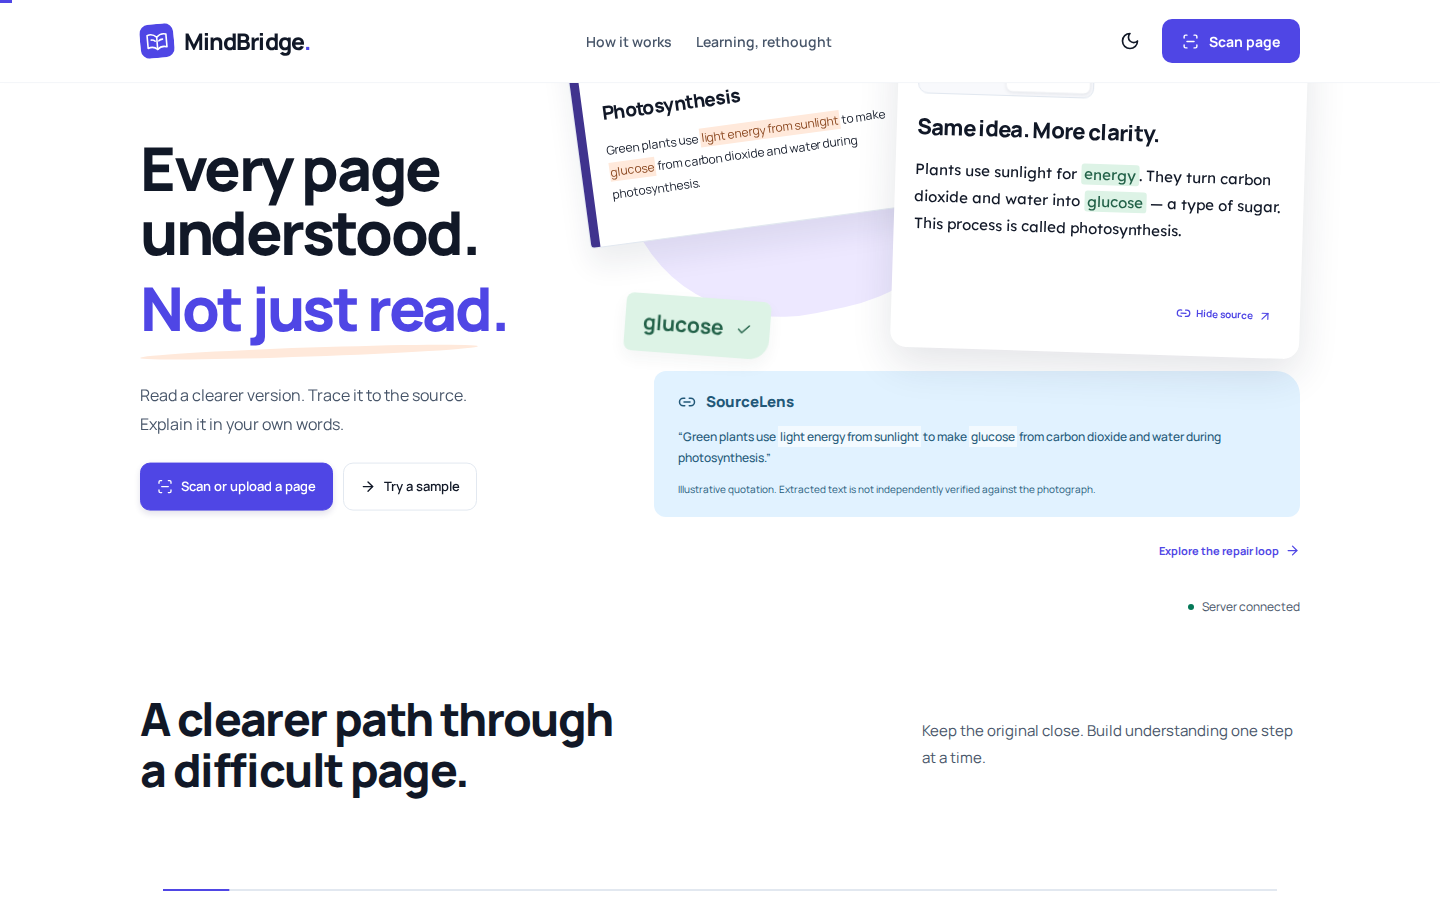 MindBridge.
How it works
Learning, rethought
Scan page
Every page
understood.
Not just read.
Read a clearer version. Trace it to the source.
Explain it in your own words.
Scan or upload a page
Try a sample
Photosynthesis
Green plants use light energy from sunlight to make
glucose from carbon dioxide and water during
photosynthesis.
Same idea. More clarity.
Plants use sunlight for energy. They turn carbon
dioxide and water into glucose — a type of sugar.
This process is called photosynthesis.
Hide source
glucose
SourceLens
“Green plants use light energy from sunlight to make glucose from carbon dioxide and water during
photosynthesis.”
Illustrative quotation. Extracted text is not independently verified against the photograph.
Explore the repair loop
Server connected
A clearer path through
a difficult page.
Keep the original close. Build understanding one step
at a time.